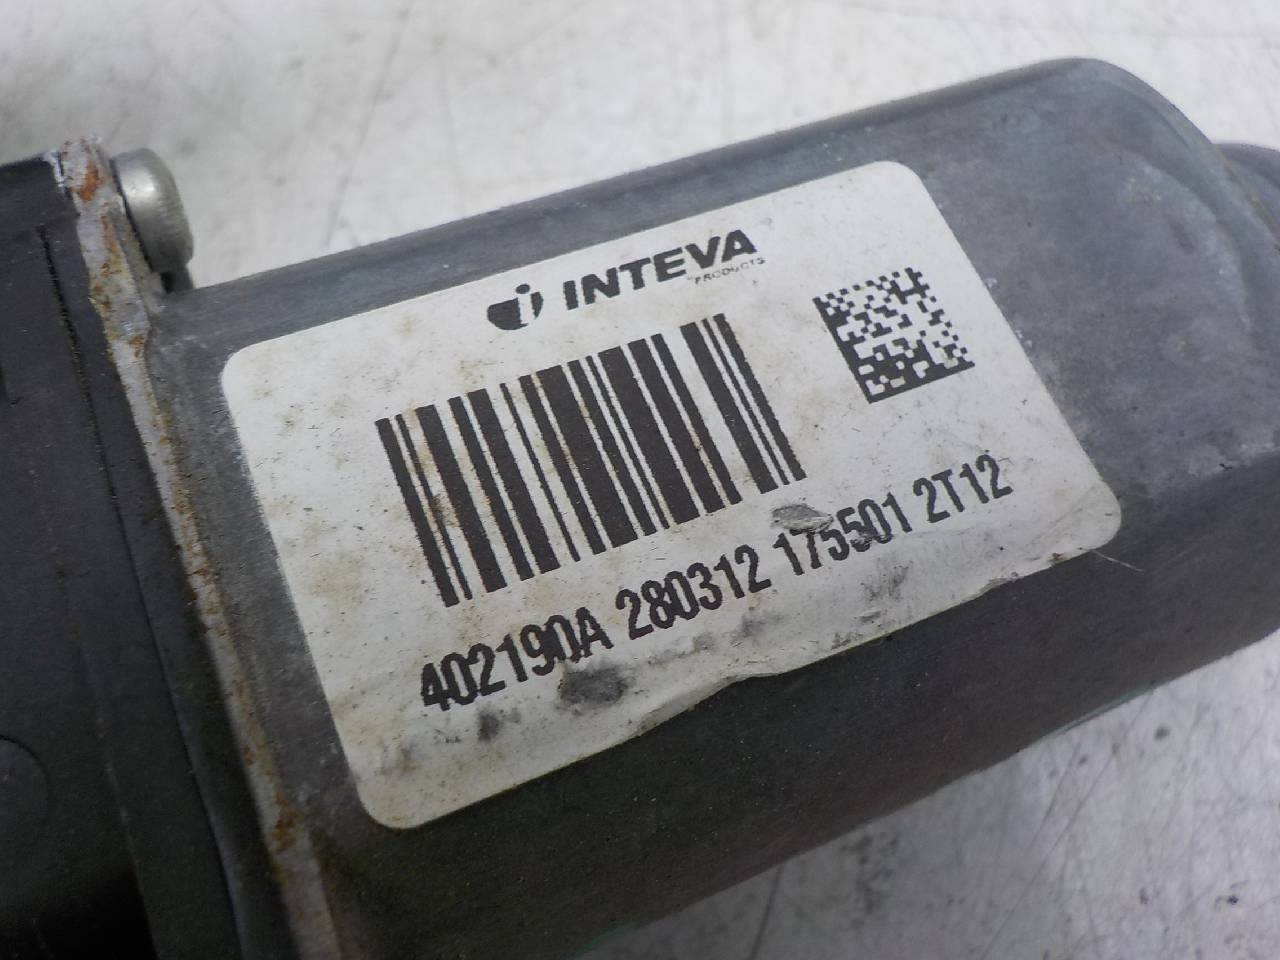 INTEVA
PRODUCTS
402190A 280312 175501 2T12